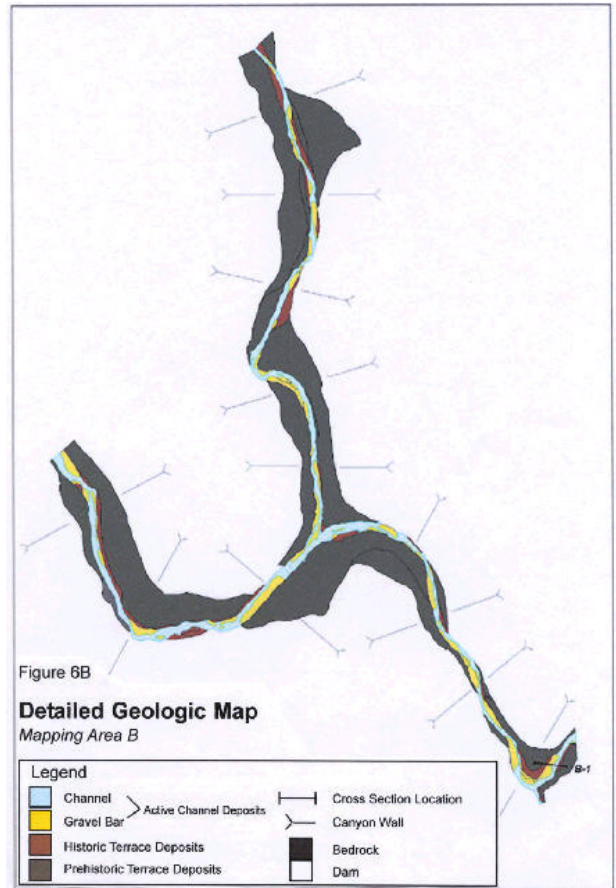 B-1
Figure 6B
Detailed Geologic Map
Mapping Area B
Legend
Channel
Gravel Bar
Active Channel Deposits
Historic Terrace Deposits
Prehistoric Terrace Deposits
Cross Section Location
Canyon Wall
Bedrock
Dam